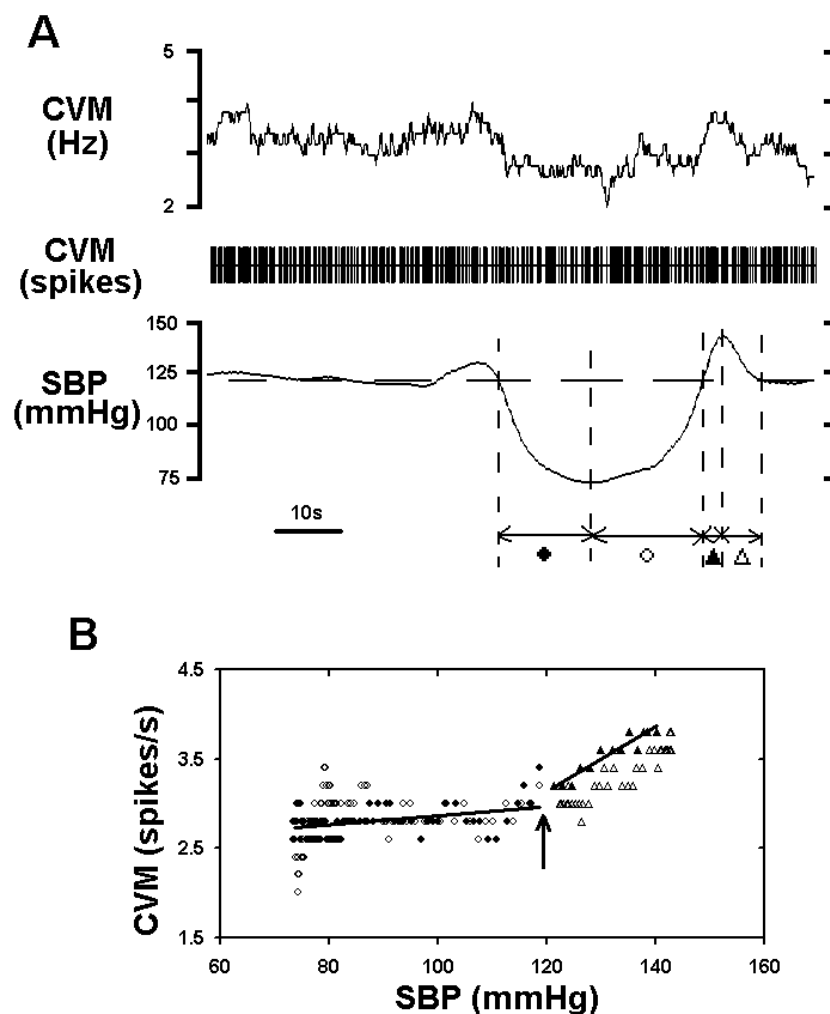 A
5
CVM
(Hz)
2
CVM
(spikes)
150
125
SBP
(mmHg)
100
75
10s
B
4.5
3.5
2.5
1.5
CVM (spikes/s)
60 80 100 120 140 160
SBP (mmHg)